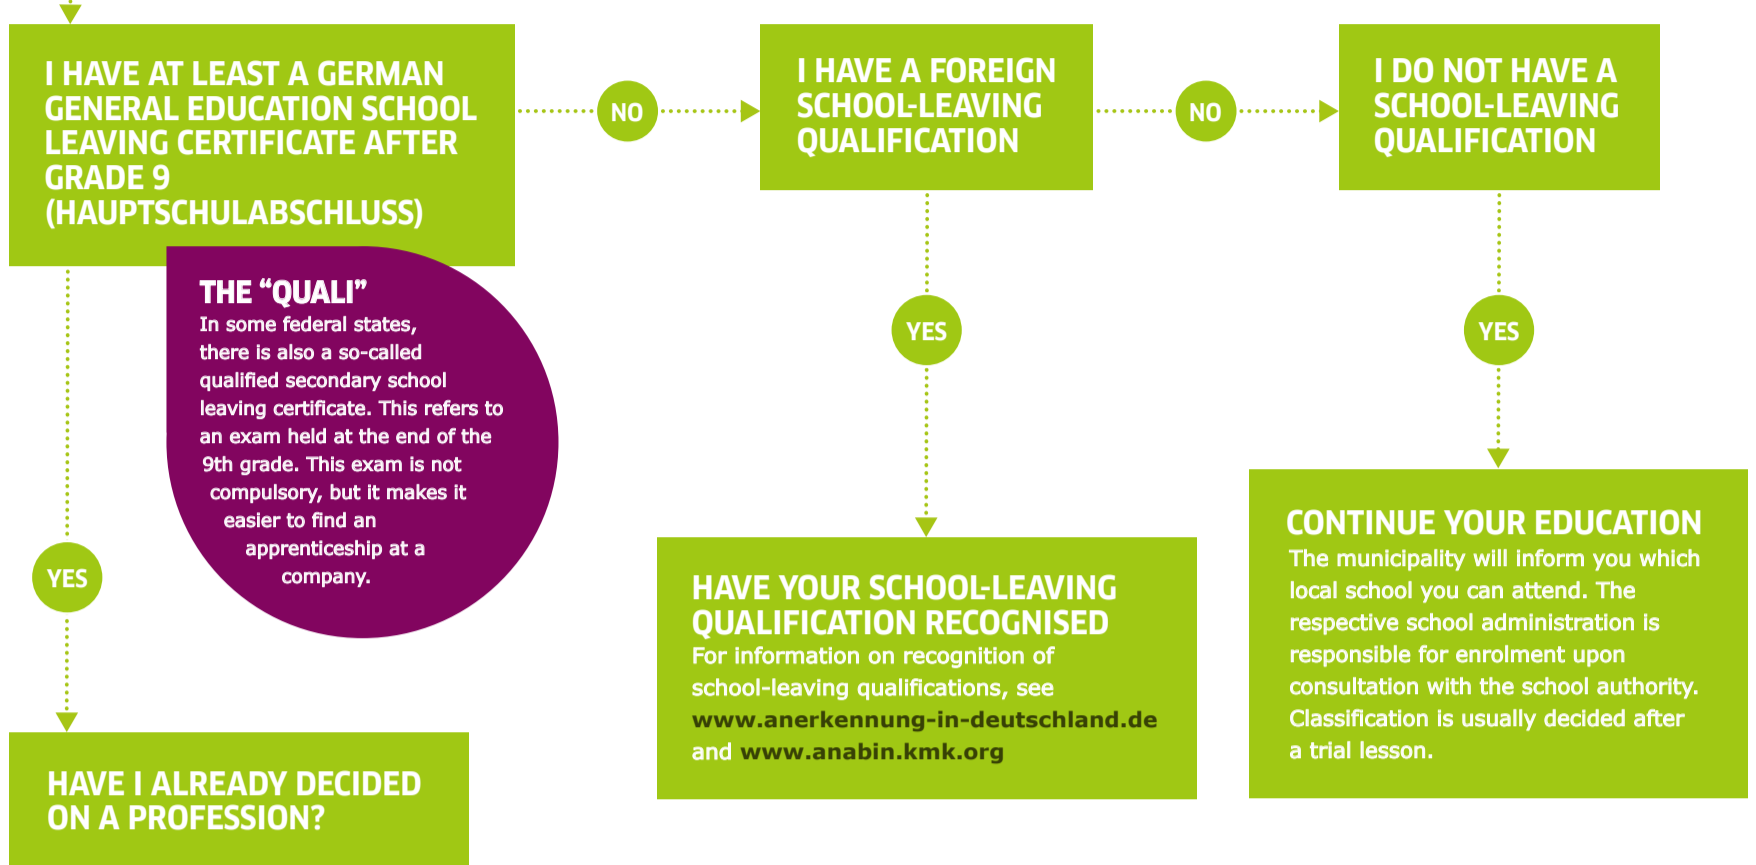 I HAVE AT LEAST A GERMAN
GENERAL EDUCATION SCHOOL
LEAVING CERTIFICATE AFTER
GRADE 9
(HAUPTSCHULABSCHLUSS)
NO
I HAVE A FOREIGN
SCHOOL-LEAVING
QUALIFICATION
NO
I DO NOT HAVE A
SCHOOL-LEAVING
QUALIFICATION
THE “QUALI”
In some federal states,
there is also a so-called
qualified secondary school
leaving certificate. This refers to
an exam held at the end of the
9th grade. This exam is not
compulsory, but it makes it
easier to find an
apprenticeship at a
company.
YES
YES
YES
HAVE YOUR SCHOOL-LEAVING
QUALIFICATION RECOGNISED
For information on recognition of
school-leaving qualifications, see
www.anerkennung-in-deutschland.de
and www.anabin.kmk.org
CONTINUE YOUR EDUCATION
The municipality will inform you which
local school you can attend. The
respective school administration is
responsible for enrolment upon
consultation with the school authority.
Classification is usually decided after
a trial lesson.
HAVE I ALREADY DECIDED
ON A PROFESSION?